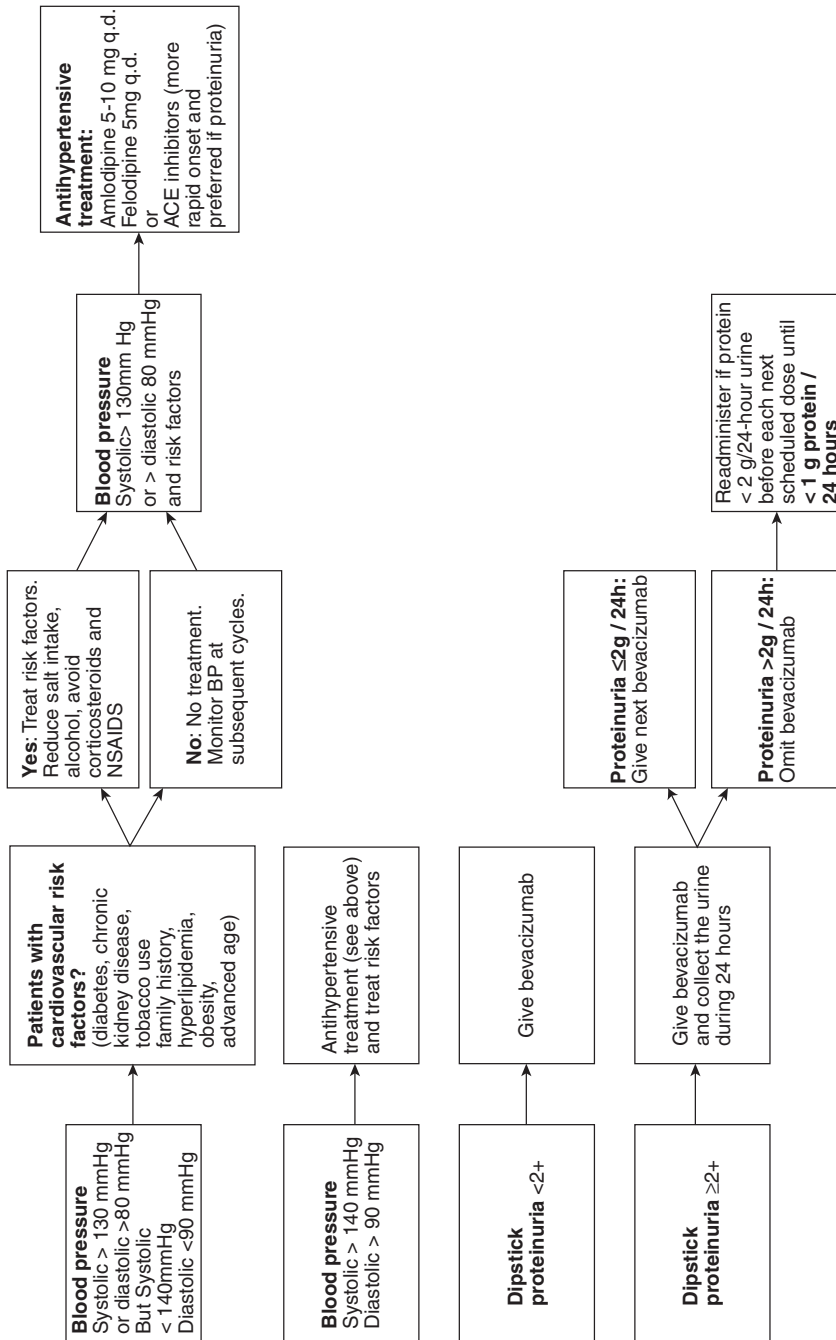 Blood pressure
Systolic > 130 mmHg
or diastolic >80 mmHg
But Systolic
< 140mmHg
Diastolic <90 mmHg
Patients with
cardiovascular risk
factors?
(diabetes, chronic
kidney disease,
tobacco use
family history,
hyperlipidemia,
obesity,
advanced age)
Yes: Treat risk factors.
Reduce salt intake,
alcohol, avoid
corticosteroids and
NSAIDS
No: No treatment.
Monitor BP at
subsequent cycles.
Blood pressure
Systolic> 130mm Hg
or > diastolic 80 mmHg
and risk factors
Antihypertensive
treatment:
Amlodipine 5-10 mg q.d.
Felodipine 5mg q.d.
or
ACE inhibitors (more
rapid onset and
preferred if proteinuria)
Blood pressure
Systolic > 140 mmHg
Diastolic > 90 mmHg
Antihypertensive
treatment (see above)
and treat risk factors
Dipstick
proteinuria <2+
Give bevacizumab
Dipstick
proteinuria ≥2+
Give bevacizumab
and collect the urine
during 24 hours
Proteinuria ≤2g / 24h:
Give next bevacizumab
Proteinuria >2g / 24h:
Omit bevacizumab
Readminister if protein
< 2 g/24-hour urine
before each next
scheduled dose until
< 1 g protein /
24 hours